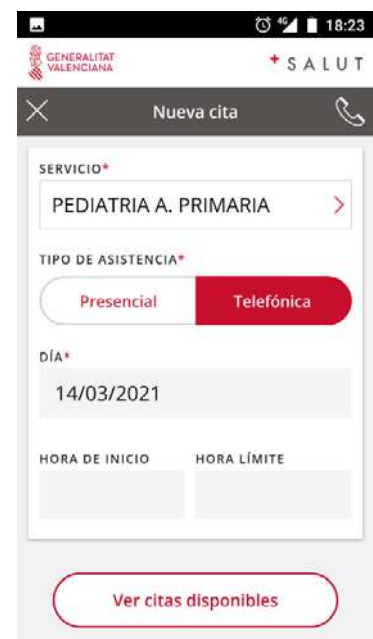 4G 18:23
GENERALITAT
VALENCIANA
+ SALUT
Nueva cita
SERVICIO*
PEDIATRIA A. PRIMARIA
TIPO DE ASISTENCIA*
Presencial Telefónica
DÍA*
14/03/2021
HORA DE INICIO HORA LÍMITE
Ver citas disponibles